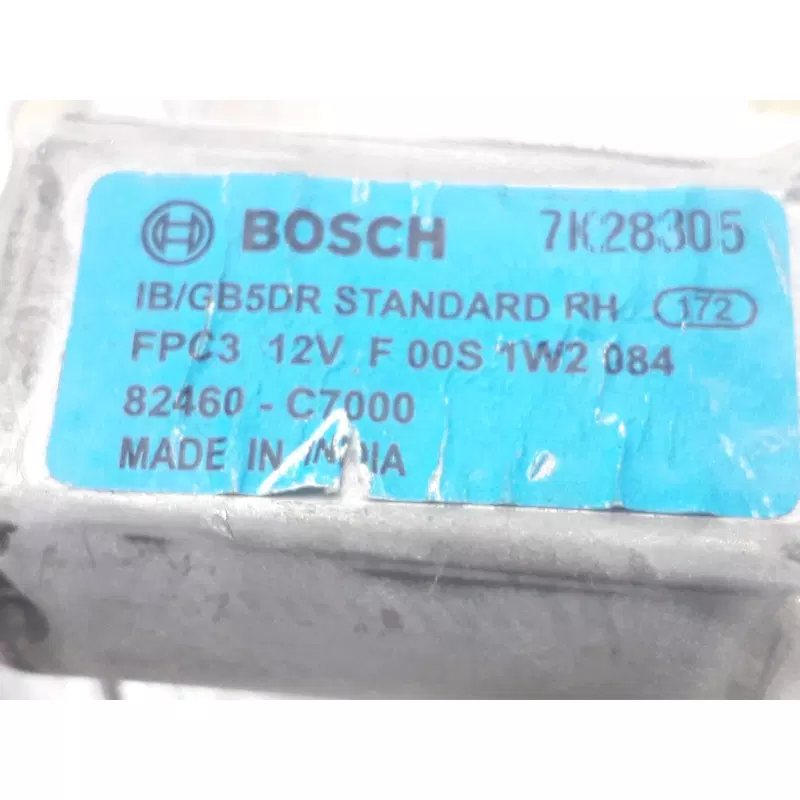 BOSCH 7K28305
IB/GB5DR STANDARD RH 172
FPC3 12V F 00S 1W2 084
82460 - C7000
MADE IN INDIA